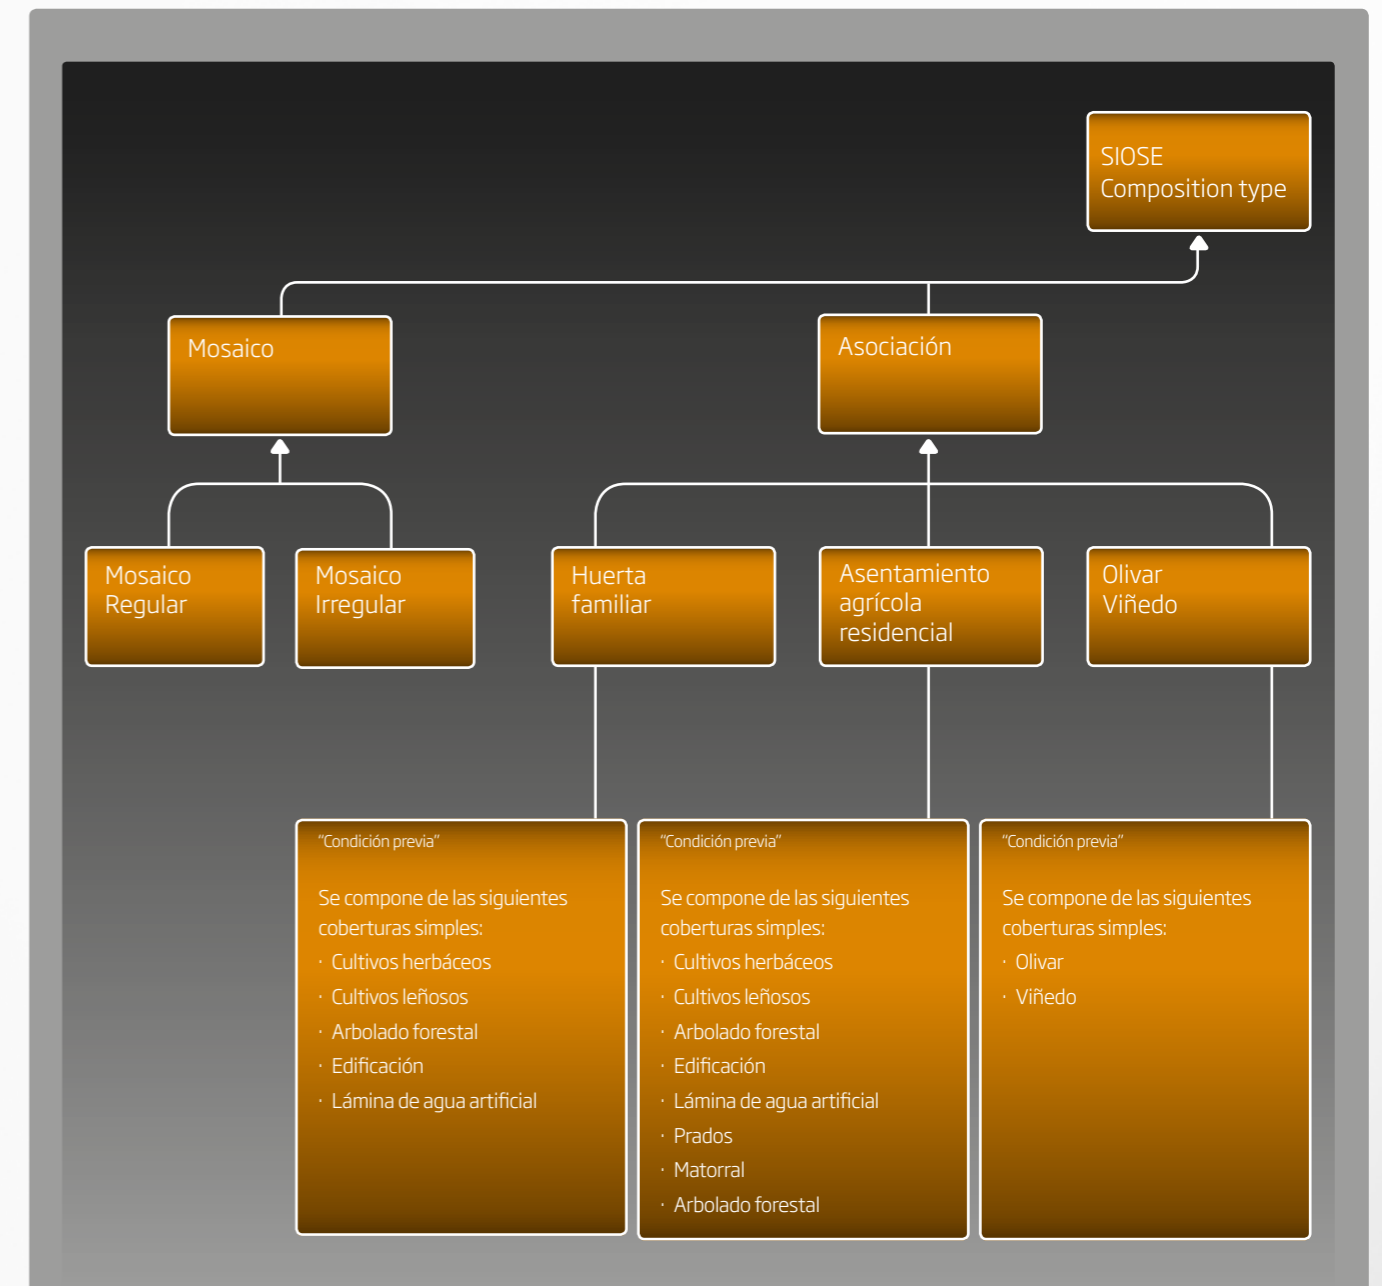 SIOSE
Composition type
Mosaico
Asociación
Mosaico
Regular
Mosaico
Irregular
Huerta
familiar
Asentamiento
agrícola
residencial
Olivar
Viñedo
“Condición previa”
Se compone de las siguientes
coberturas simples:
· Cultivos herbáceos
· Cultivos leñosos
· Arbolado forestal
· Edificación
· Lámina de agua artificial
“Condición previa”
Se compone de las siguientes
coberturas simples:
· Cultivos herbáceos
· Cultivos leñosos
· Arbolado forestal
· Edificación
· Lámina de agua artificial
· Prados
· Matorral
· Arbolado forestal
“Condición previa”
Se compone de las siguientes
coberturas simples:
· Olivar
· Viñedo